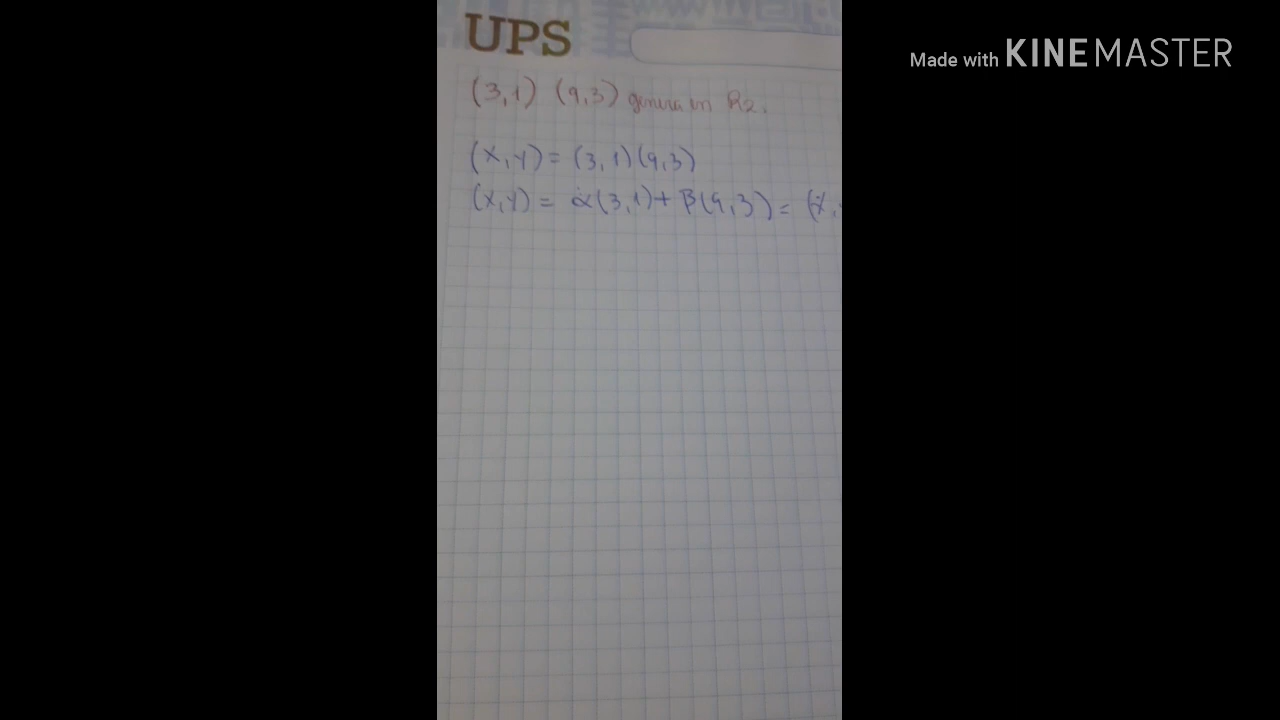 UPS
Made with KINEMASTER
(3,1) (9,3) genera en R2.
(x,y) = (3,1)(9,3)
(x,y) = α(3,1) + β(9,3) = (x,